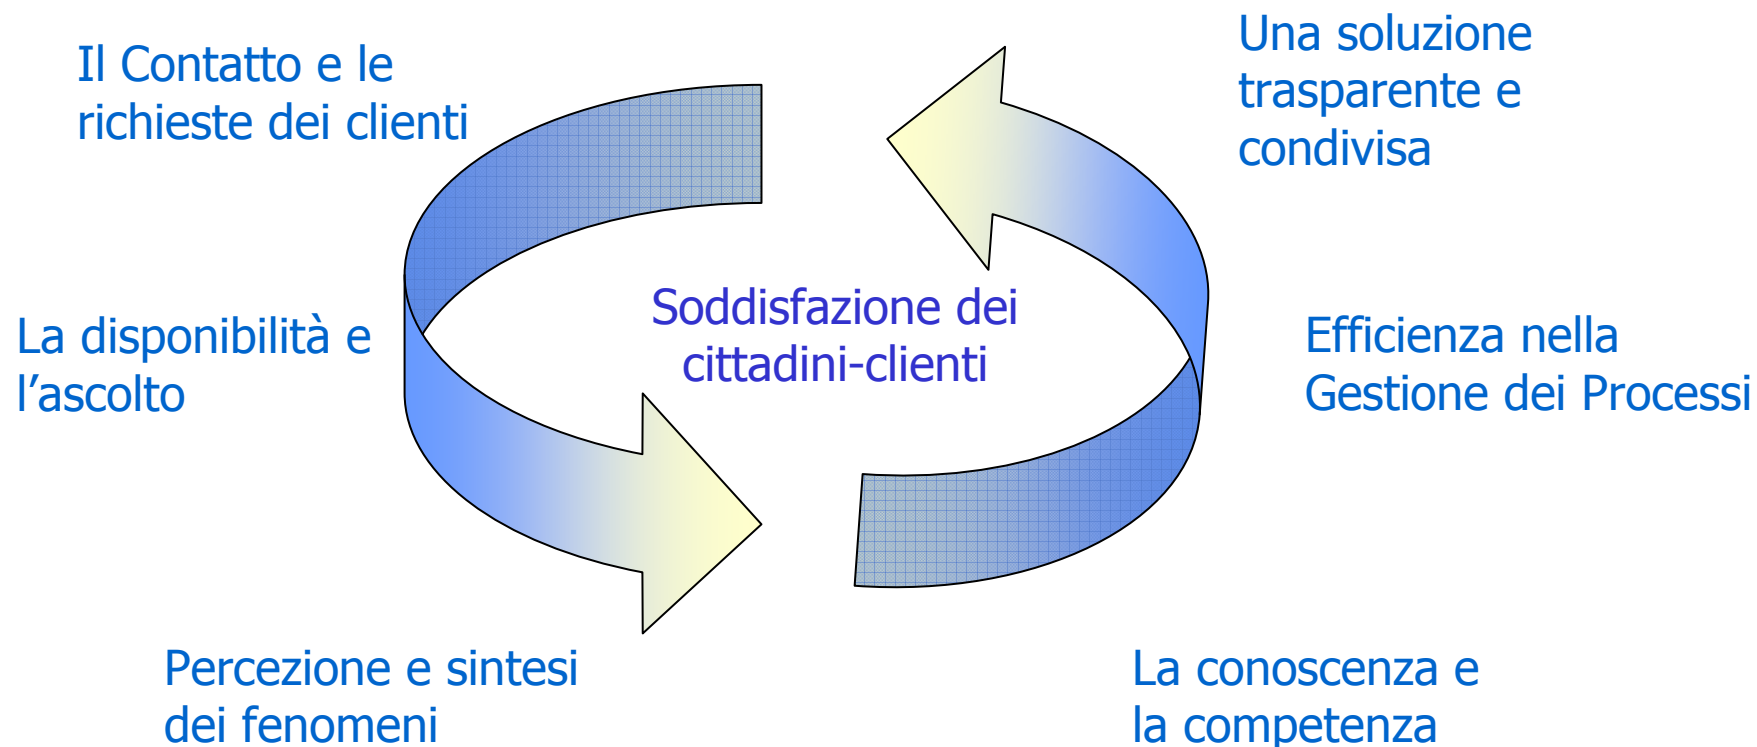 Il Contatto e le
richieste dei clienti
Una soluzione
trasparente e
condivisa
La disponibilità e
l’ascolto
Soddisfazione dei
cittadini-clienti
Efficienza nella
Gestione dei Processi
Percezione e sintesi
dei fenomeni
La conoscenza e
la competenza